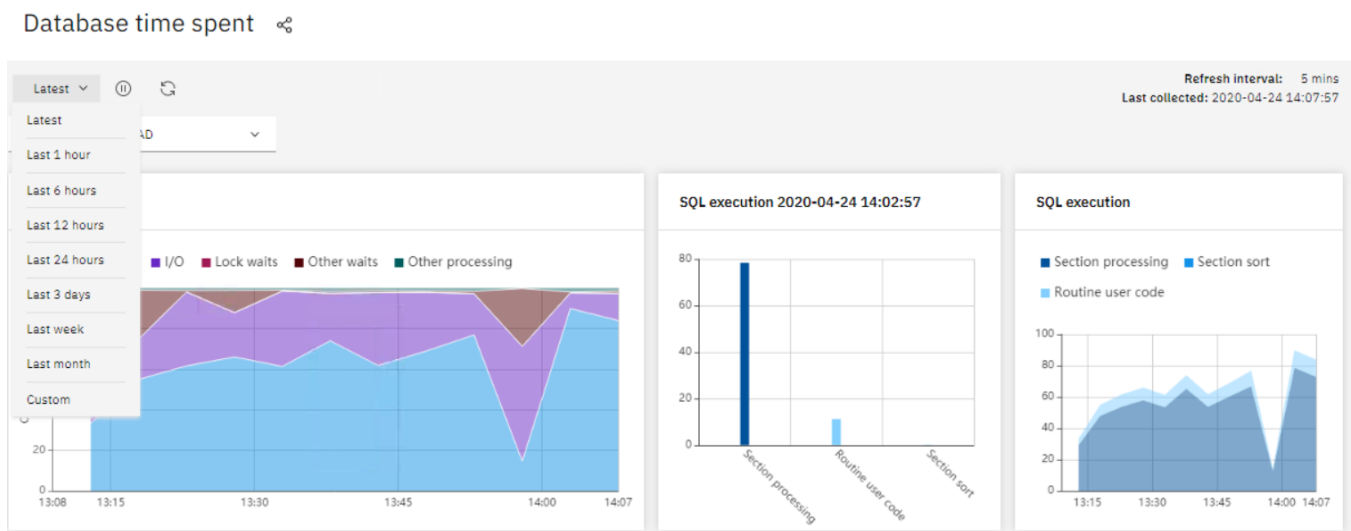 Database time spent
Latest
Refresh interval: 5 mins
Last collected: 2020-04-24 14:07:57
Latest
AD
Last 1 hour
Last 6 hours
Last 12 hours
Last 24 hours
Last 3 days
Last week
Last month
Custom
I/O Lock waits Other waits Other processing
20
0
13:08 13:15 13:30 13:45 14:00 14:07
SQL execution 2020-04-24 14:02:57
80
60
40
20
0
Section processing
Routine user code
Section sort
SQL execution
Section processing Section sort
Routine user code
100
80
60
40
20
0
13:15 13:30 13:45 14:00 14:07